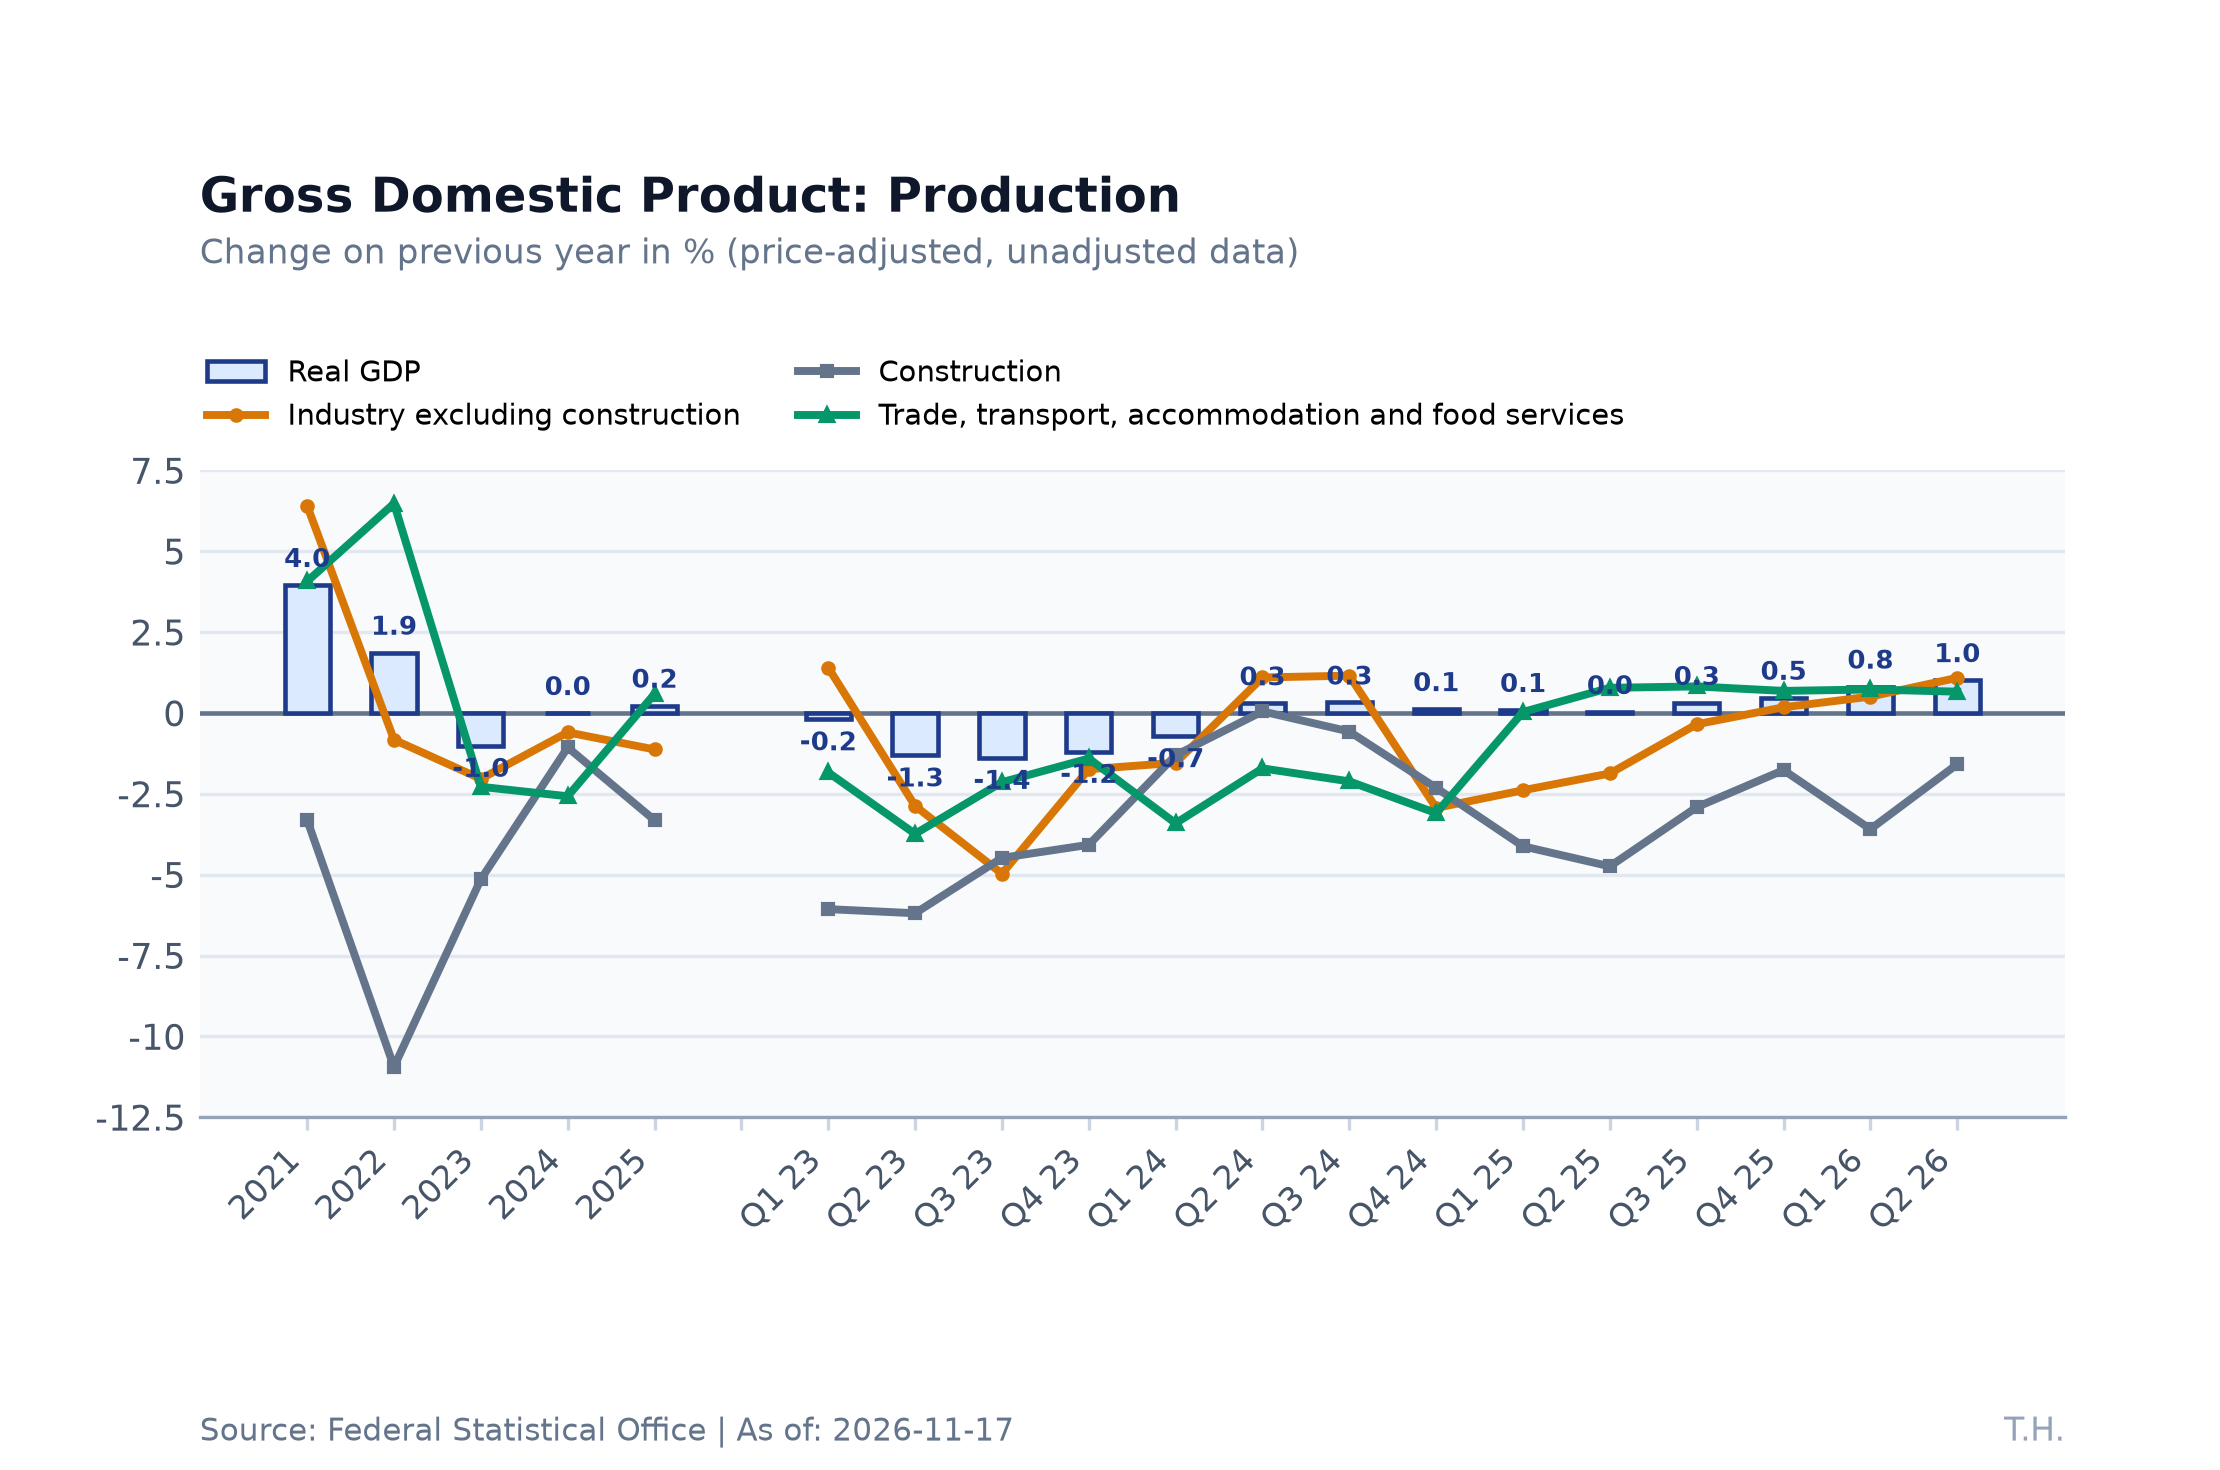 Gross Domestic Product: Production
Change on previous year in % (price-adjusted, unadjusted data)
Real GDP
Construction
Industry excluding construction
Trade, transport, accommodation and food services
7.5
5
2.5
0
-2.5
-5
-7.5
-10
-12.5
4.0
1.9
-1.0
0.0
0.2
-0.2
-1.3
-1.4
-1.2
-0.7
0.3
0.3
0.1
0.1
0.0
0.3
0.5
0.8
1.0
2021
2022
2023
2024
2025
Q1 23
Q2 23
Q3 23
Q4 23
Q1 24
Q2 24
Q3 24
Q4 24
Q1 25
Q2 25
Q3 25
Q4 25
Q1 26
Q2 26
Source: Federal Statistical Office | As of: 2026-11-17
T.H.